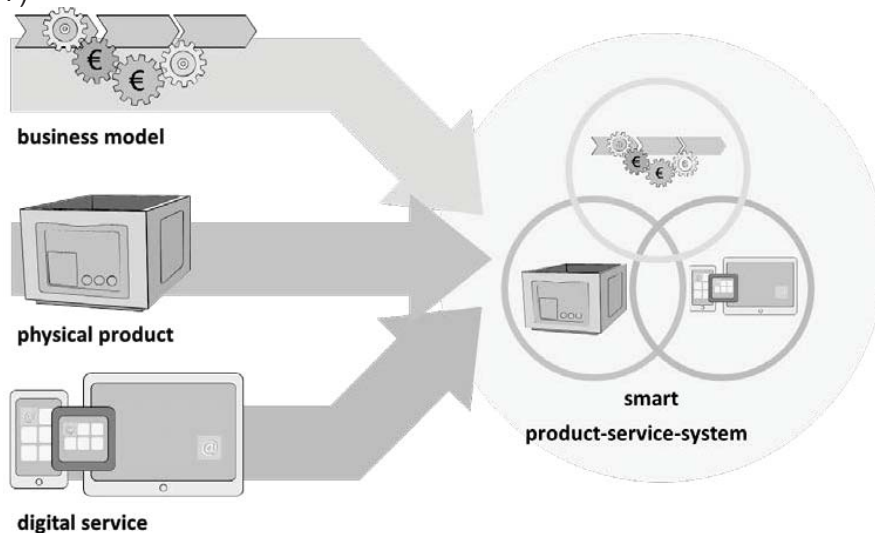 €
€
business model
€
€
physical product
smart
product-service-system
@
@
digital service